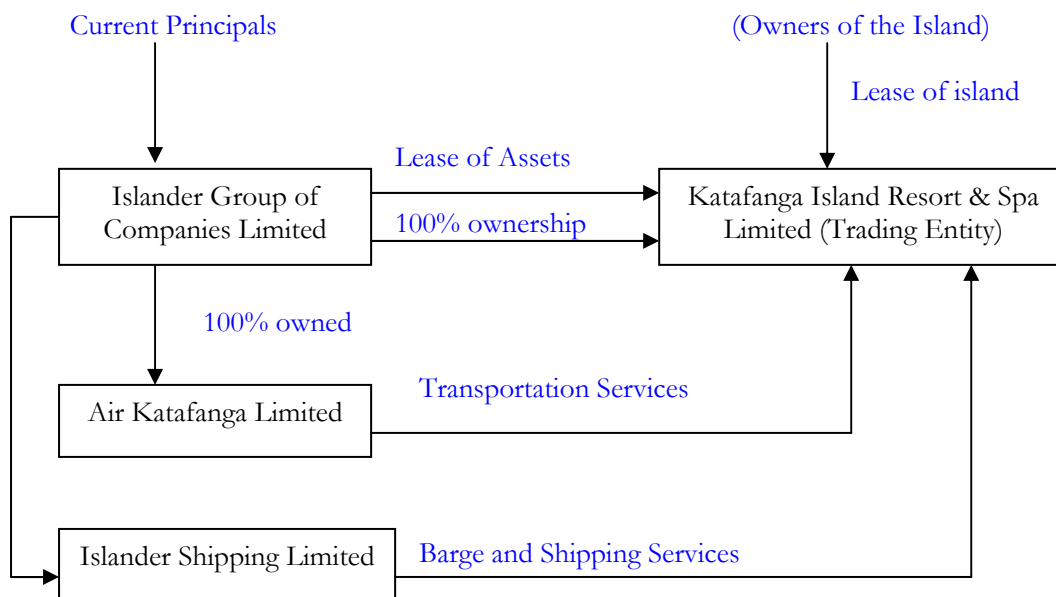 Current Principals
(Owners of the Island)
Lease of island
Lease of Assets
Islander Group of
Companies Limited
100% ownership
Katafanga Island Resort & Spa
Limited (Trading Entity)
100% owned
Transportation Services
Air Katafanga Limited
Islander Shipping Limited
Barge and Shipping Services